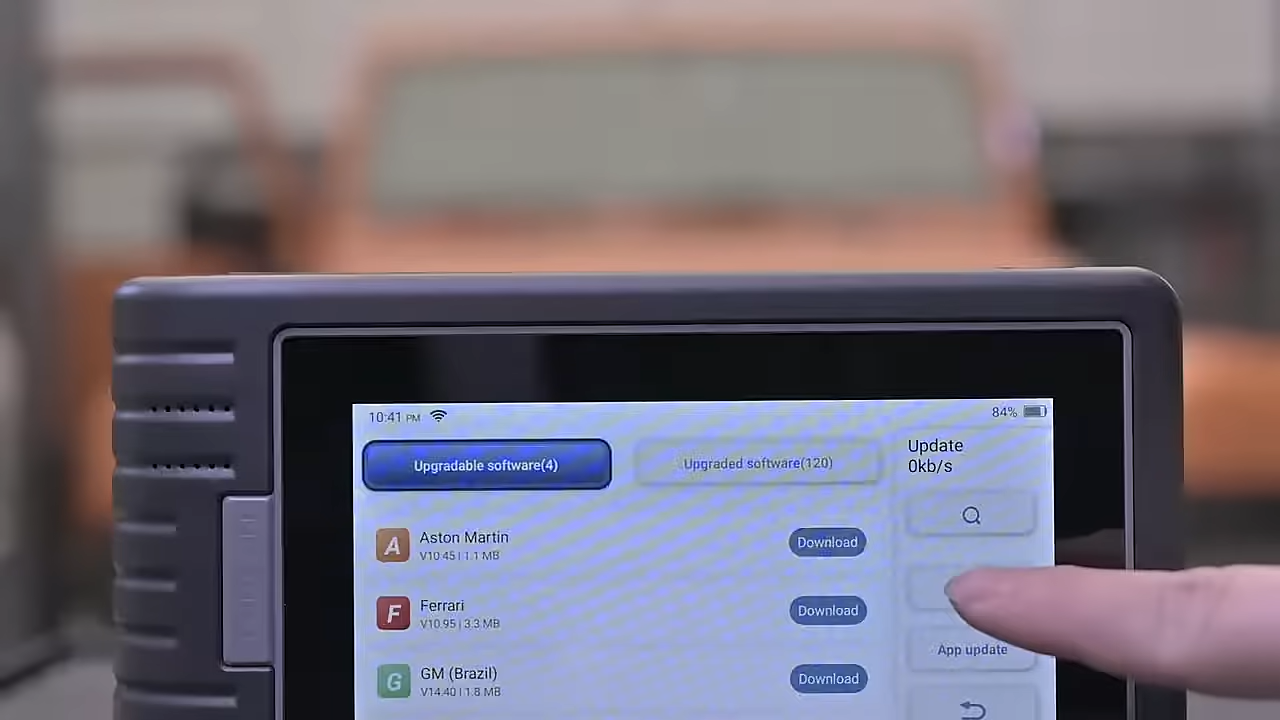 10:41 PM
84%
Upgradable software(4)
Upgraded software(120)
Update
0kb/s
A
Aston Martin
V10.45 | 1.1 MB
Download
F
Ferrari
V10.95 | 3.3 MB
Download
App update
G
GM (Brazil)
V14.40 | 1.8 MB
Download